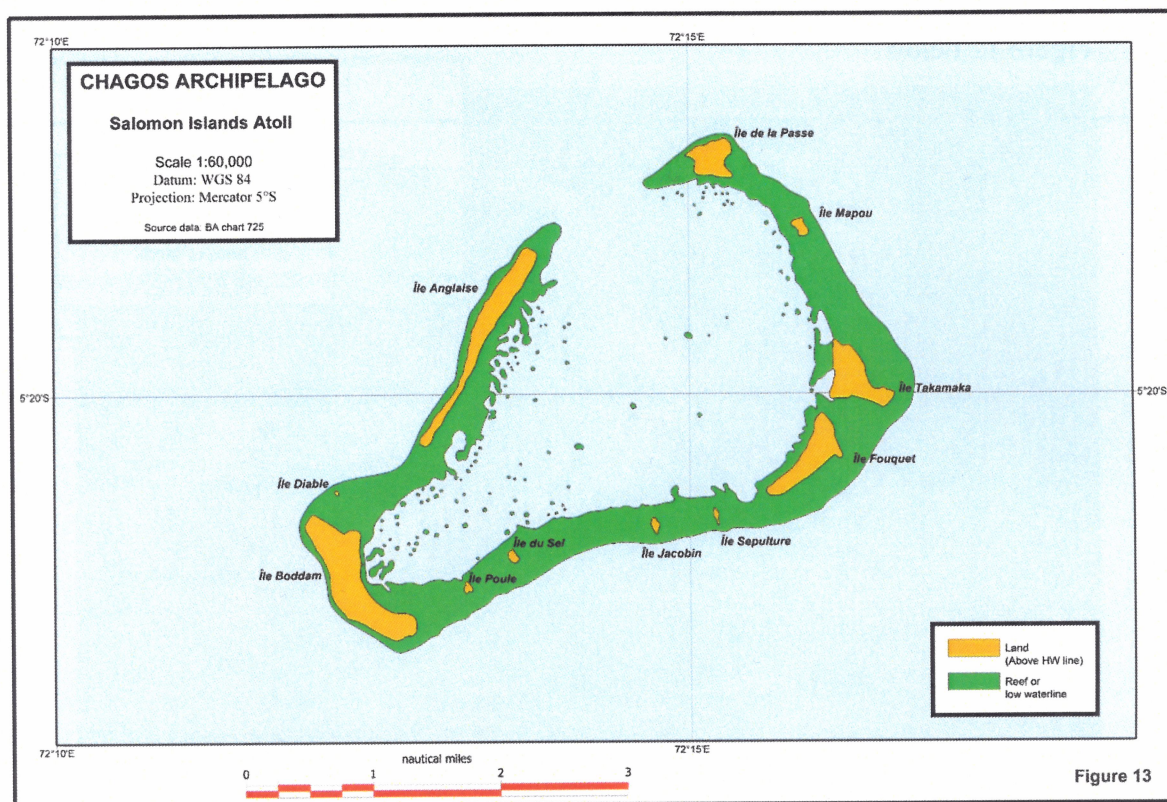 72°10'E
72°15'E
CHAGOS ARCHIPELAGO
Salomon Islands Atoll
Scale 1:60,000
Datum: WGS 84
Projection: Mercator 5°S
Source data: BA chart 725
Île de la Passe
Île Mapou
Île Anglaise
5°20'S
Île Takamaka
5°20'S
Île Fouquet
Île Diable
Île Sepulture
Île Jacobin
Île du Sel
Île Boddam
Île Poule
Land
(Above HW line)
Reef or
low waterline
72°10'E
72°15'E
nautical miles
0
1
2
3
Figure 13